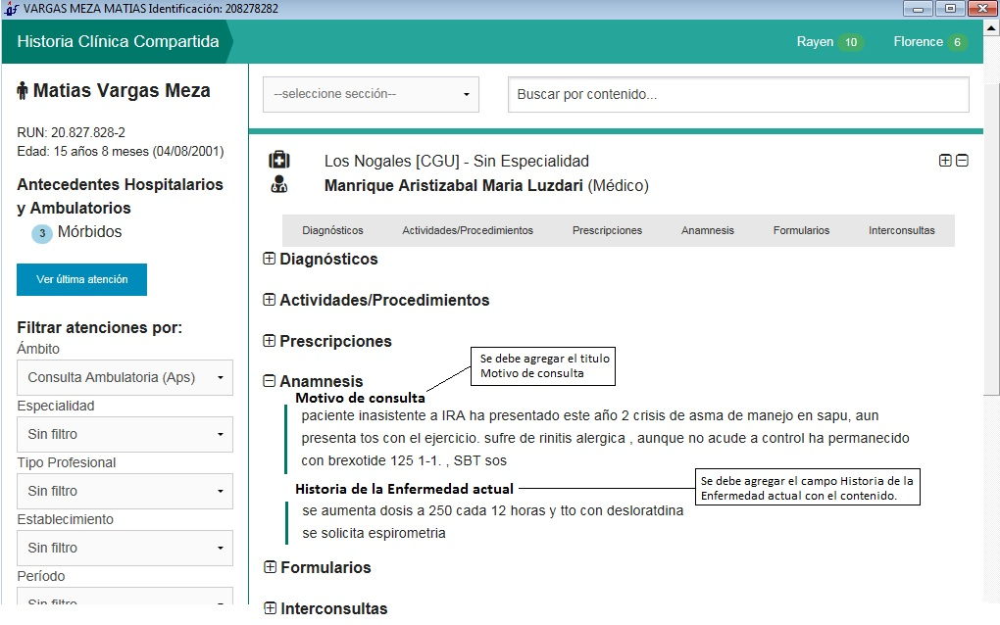 VARGAS MEZA MATIAS Identificación: 208278282
Historia Clínica Compartida
Rayen 10 Florence 6
Matias Vargas Meza
RUN: 20.827.828-2
Edad: 15 años 8 meses (04/08/2001)
Antecedentes Hospitalarios
y Ambulatorios
3 Mórbidos
Ver última atención
Filtrar atenciones por:
Ámbito
Consulta Ambulatoria (Aps)
Especialidad
Sin filtro
Tipo Profesional
Sin filtro
Establecimiento
Sin filtro
Período
Sin filtro
--seleccione sección--
Buscar por contenido...
Los Nogales [CGU] - Sin Especialidad
Manrique Aristizabal Maria Luzdari (Médico)
Diagnósticos Actividades/Procedimientos Prescripciones Anamnesis Formularios Interconsultas
Diagnósticos
Actividades/Procedimientos
Prescripciones
Se debe agregar el titulo
Motivo de consulta
Anamnesis
Motivo de consulta
paciente inasistente a IRA ha presentado este año 2 crisis de asma de manejo en sapu, aun
presenta tos con el ejercicio. sufre de rinitis alergica , aunque no acude a control ha permanecido
con brexotide 125 1-1. , SBT sos
Historia de la Enfermedad actual
Se debe agregar el campo Historia de la
Enfermedad actual con el contenido.
se aumenta dosis a 250 cada 12 horas y tto con desloratdina
se solicita espirometria
Formularios
Interconsultas